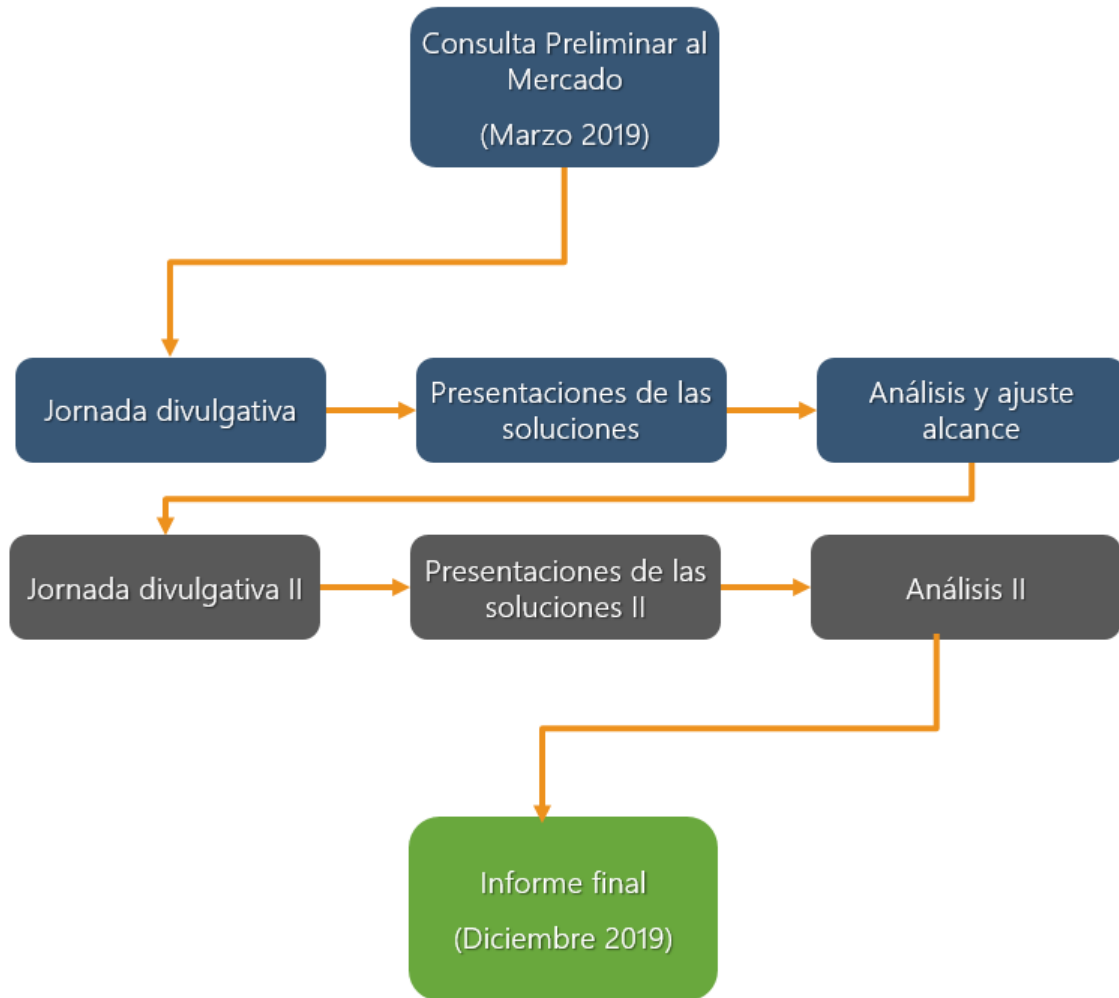 Consulta Preliminar al
Mercado
(Marzo 2019)
Jornada divulgativa
Presentaciones de las
soluciones
Análisis y ajuste
alcance
Jornada divulgativa II
Presentaciones de las
soluciones II
Análisis II
Informe final
(Diciembre 2019)